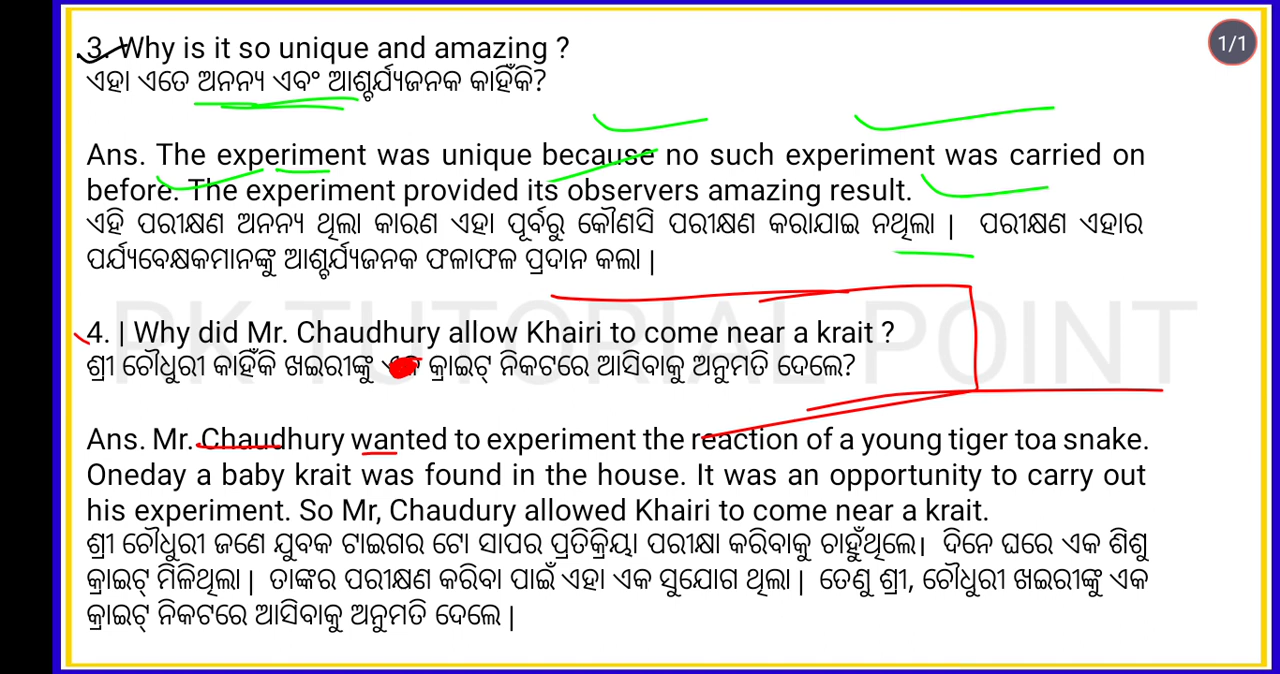 1/1
3. Why is it so unique and amazing ?
ଏହା ଏତେ ଅନନ୍ୟ ଏବଂ ଆଶ୍ଚର୍ଯ୍ୟଜନକ କାହିଁକି?
Ans. The experiment was unique because no such experiment was carried on
before. The experiment provided its observers amazing result.
ଏହି ପରୀକ୍ଷଣ ଅନନ୍ୟ ଥିଲା କାରଣ ଏହା ପୂର୍ବରୁ କୌଣସି ପରୀକ୍ଷଣ କରାଯାଇ ନଥିଲା | ପରୀକ୍ଷଣ ଏହାର
ପର୍ଯ୍ୟବେକ୍ଷକମାନଙ୍କୁ ଆଶ୍ଚର୍ଯ୍ୟଜନକ ଫଳାଫଳ ପ୍ରଦାନ କଲା |
PK TUTORIAL POINT
4. | Why did Mr. Chaudhury allow Khairi to come near a krait ?
ଶ୍ରୀ ଚୌଧୁରୀ କାହିଁକି ଖଇରୀଙ୍କୁ କ୍ରାଇଟ୍ ନିକଟରେ ଆସିବାକୁ ଅନୁମତି ଦେଲେ?
Ans. Mr. Chaudhury wanted to experiment the reaction of a young tiger toa snake.
Oneday a baby krait was found in the house. It was an opportunity to carry out
his experiment. So Mr, Chaudury allowed Khairi to come near a krait.
ଶ୍ରୀ ଚୌଧୁରୀ ଜଣେ ଯୁବକ ଟାଇଗର ଟୋ ସାପର ପ୍ରତିକ୍ରିୟା ପରୀକ୍ଷା କରିବାକୁ ଚାହୁଁଥିଲେ। ଦିନେ ଘରେ ଏକ ଶିଶୁ
କ୍ରାଇଟ୍ ମିଳିଥିଲା | ତାଙ୍କର ପରୀକ୍ଷଣ କରିବା ପାଇଁ ଏହା ଏକ ସୁଯୋଗ ଥିଲା | ତେଣୁ ଶ୍ରୀ, ଚୌଧୁରୀ ଖଇରୀଙ୍କୁ ଏକ
କ୍ରାଇଟ୍ ନିକଟରେ ଆସିବାକୁ ଅନୁମତି ଦେଲେ |